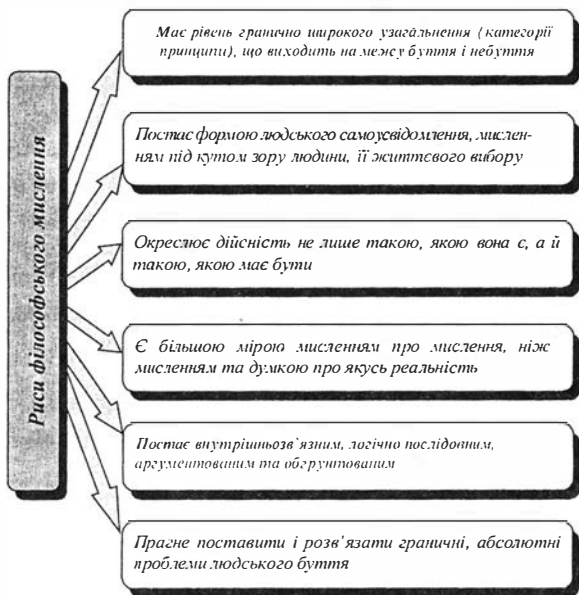 Риси філософського мислення
Має рівень гранично широкого узагальнення (категорії
принципи), що виходить на межу буття і небуття
Постає формою людського самоусвідомлення, мислен-
ням під кутом зору людини, її життєвого вибору
Окреслює дійсність не лише такою, якою вона є, а й
такою, якою має бути
Є більшою мірою мисленням про мислення, ніж
мисленням та думкою про якусь реальність
Постає внутрішньозв'язним, логічно послідовним,
аргументованим та обґрунтованим
Прагне поставити і розв'язати граничні, абсолютні
проблеми людського буття